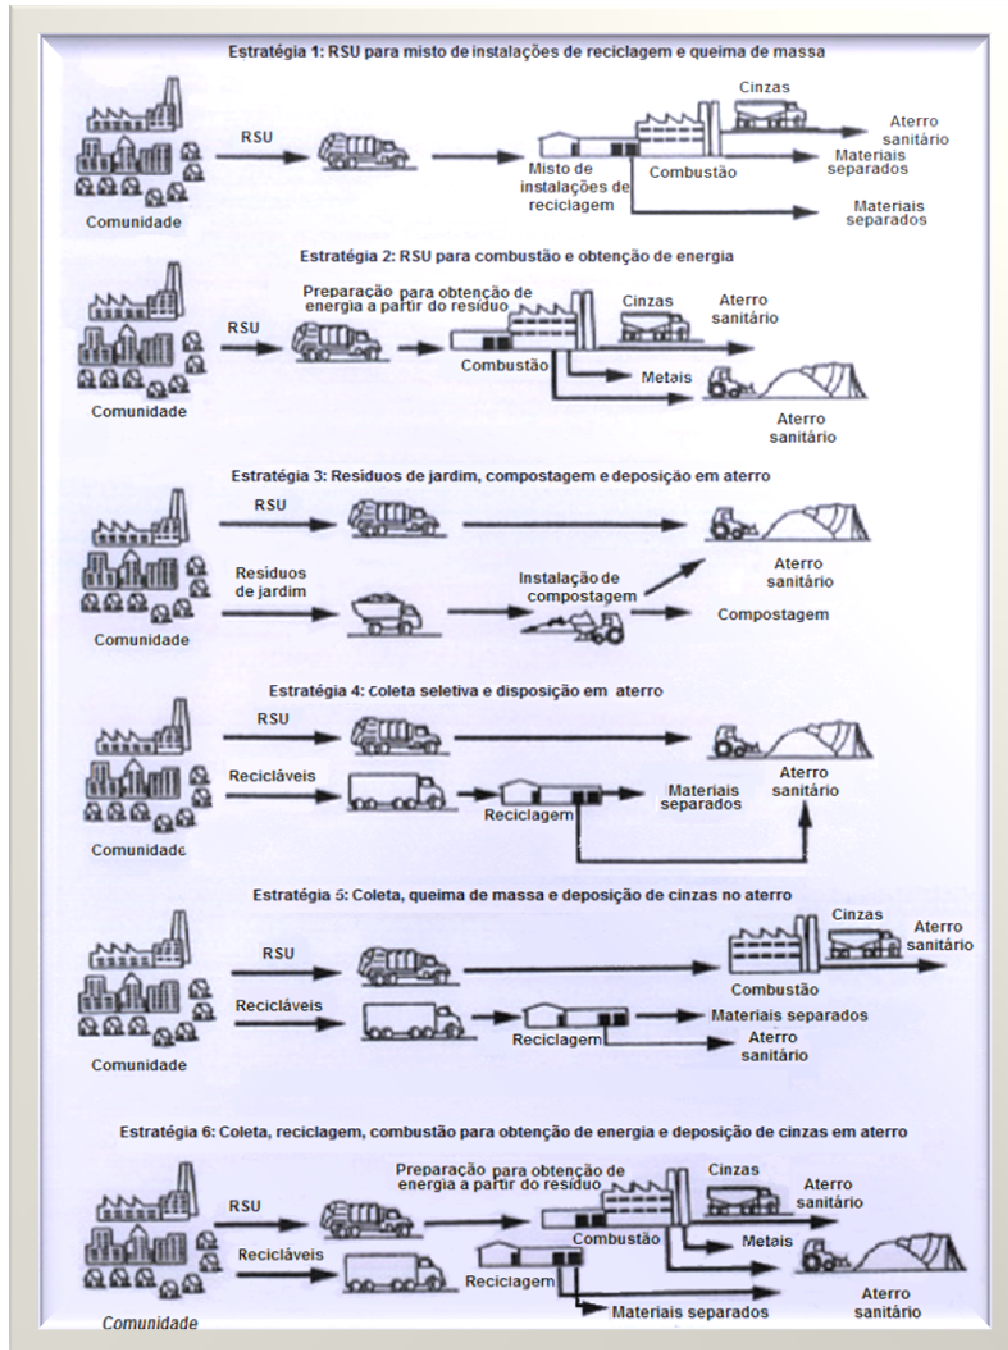 Estratégia 1: RSU para misto de instalações de reciclagem e queima de massa
Cinzas
RSU
Aterro
sanitário
Materiais
separados
Misto de
instalações de
reciclagem
Combustão
Materiais
separados
Comunidade
Estratégia 2: RSU para combustão e obtenção de energia
Preparação para obtenção de
energia a partir do resíduo
Cinzas
Aterro
sanitário
RSU
Combustão
Metais
Comunidade
Aterro
sanitário
Estratégia 3: Resíduos de jardim, compostagem e deposição em aterro
RSU
Aterro
sanitário
Resíduos
de jardim
Instalação de
compostagem
Compostagem
Comunidade
Estratégia 4: Coleta seletiva e disposição em aterro
RSU
Aterro
sanitário
Recicláveis
Materiais
separados
Reciclagem
Comunidade
Estratégia 5: Coleta, queima de massa e deposição de cinzas no aterro
Cinzas
Aterro
sanitário
RSU
Combustão
Recicláveis
Materiais separados
Reciclagem
Aterro
sanitário
Comunidade
Estratégia 6: Coleta, reciclagem, combustão para obtenção de energia e deposição de cinzas em aterro
Preparação para obtenção de
energia a partir do resíduo
Cinzas
Aterro
sanitário
RSU
Combustão
Metais
Recicláveis
Reciclagem
Aterro
sanitário
Materiais separados
Comunidade